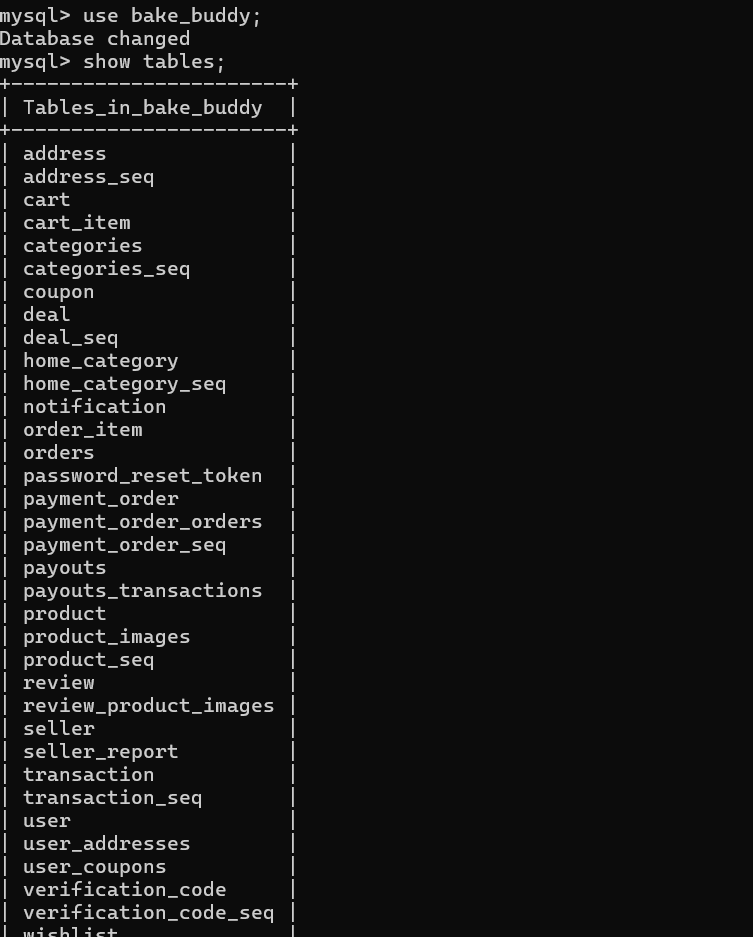 mysql> use bake_buddy;
Database changed
mysql> show tables;
+-----------------------+
| Tables_in_bake_buddy  |
+-----------------------+
| address               |
| address_seq           |
| cart                  |
| cart_item             |
| categories            |
| categories_seq        |
| coupon                |
| deal                  |
| deal_seq              |
| home_category         |
| home_category_seq     |
| notification          |
| order_item            |
| orders                |
| password_reset_token  |
| payment_order         |
| payment_order_orders  |
| payment_order_seq     |
| payouts               |
| payouts_transactions  |
| product               |
| product_images        |
| product_seq           |
| review                |
| review_product_images |
| seller                |
| seller_report         |
| transaction           |
| transaction_seq       |
| user                  |
| user_addresses        |
| user_coupons          |
| verification_code     |
| verification_code_seq |
| wishlist              |